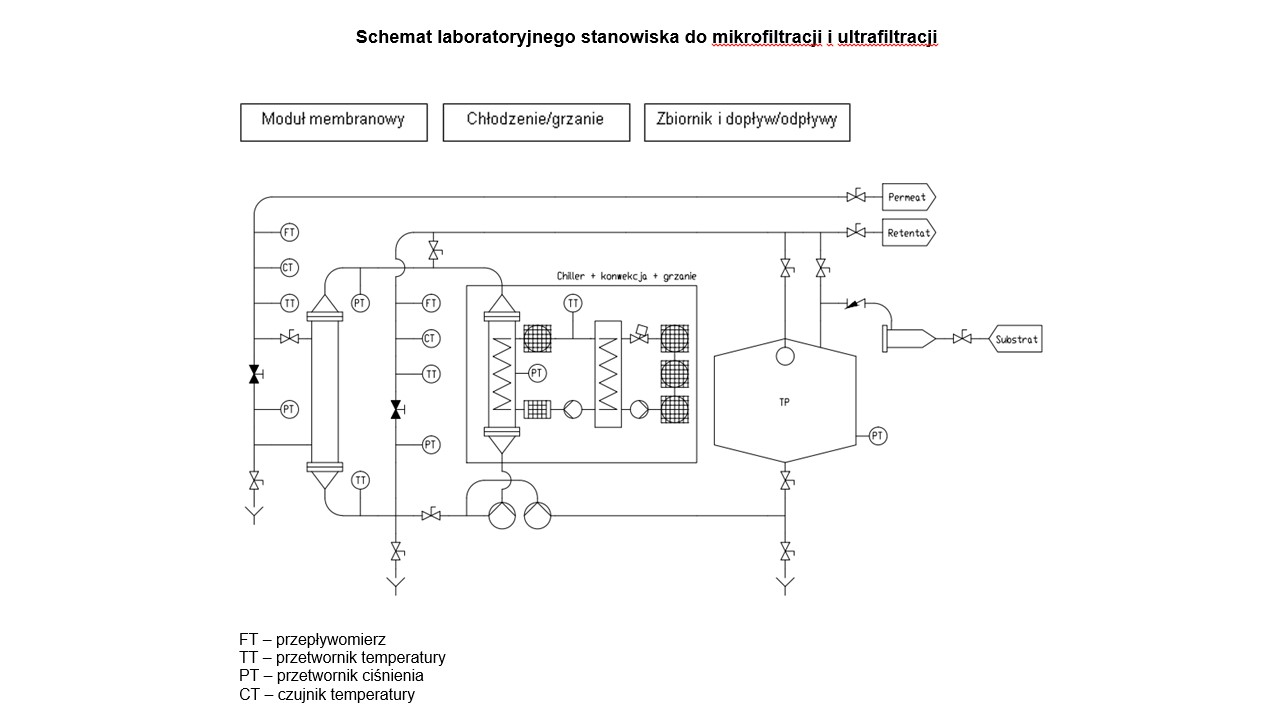 Schemat laboratoryjnego stanowiska do mikrofiltracji i ultrafiltracji
Moduł membranowy
Chłodzenie/grzanie
Zbiornik i dopływ/odpływy
Permeat
FT
Retentat
CT
Chiller + konwekcja + grzanie
TT
PT
FT
TT
CT
Substrat
TT
PT
TP
PT
PT
PT
TT
FT – przepływomierz
TT – przetwornik temperatury
PT – przetwornik ciśnienia
CT – czujnik temperatury